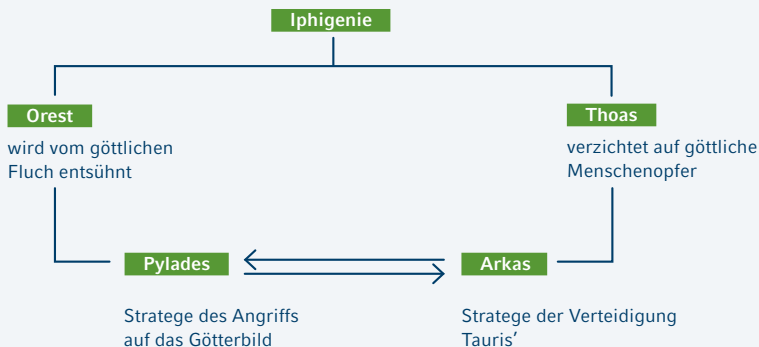 Iphigenie
Orest
wird vom göttlichen
Fluch entsühnt
Thoas
verzichtet auf göttliche
Menschenopfer
Pylades
Stratege des Angriffs
auf das Götterbild
Arkas
Stratege der Verteidigung
Tauris’